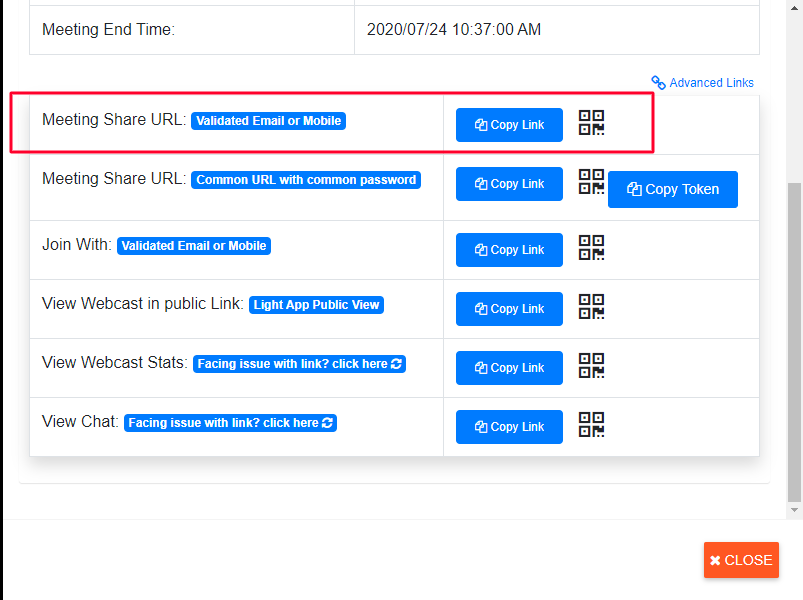 Meeting End Time: 2020/07/24 10:37:00 AM
Advanced Links
Meeting Share URL: Validated Email or Mobile Copy Link
Meeting Share URL: Common URL with common password Copy Link Copy Token
Join With: Validated Email or Mobile Copy Link
View Webcast in public Link: Light App Public View Copy Link
View Webcast Stats: Facing issue with link? click here Copy Link
View Chat: Facing issue with link? click here Copy Link
CLOSE